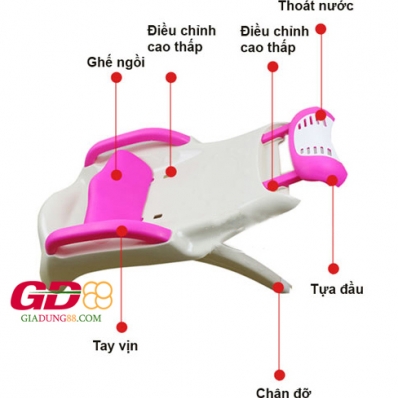 Thoát nước
Điều chỉnh
cao thấp
Điều chỉnh
cao thấp
Ghế ngồi
GD88
GIADUNG88.COM
Tựa đầu
Tay vịn
Chân đỡ